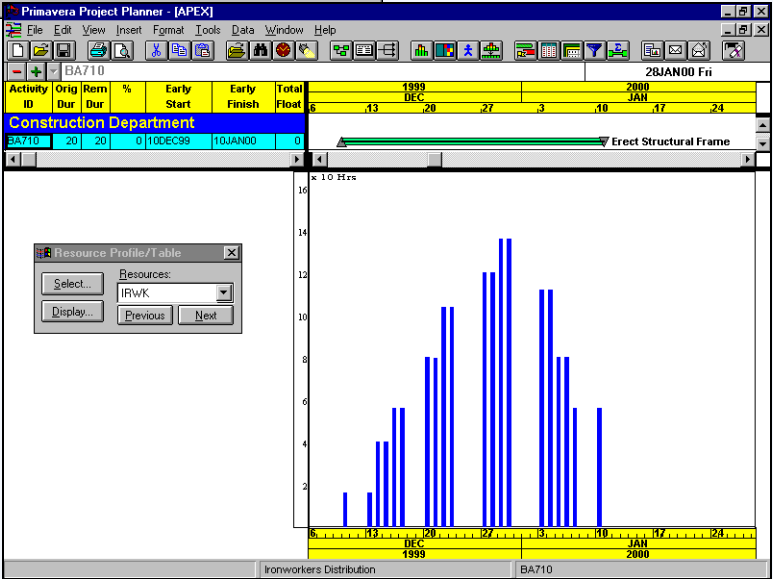 Primavera Project Planner - [APEX]
File Edit View Insert Format Tools Data Window Help
BA710
28JAN00 Fri
Activity ID Orig Dur Rem Dur % Early Start Early Finish Total Float
1999 2000
DEC JAN
6 13 20 27 3 10 17 24
Construction Department
BA710 20 20 0 10DEC99 10JAN00 0
Erect Structural Frame
x 10 Hrs
16
14
12
10
8
6
4
2
Resource Profile/Table
Resources:
Select...
IRWK
Display...
Previous Next
6 13 20 27 3 10 17 24
DEC JAN
1999 2000
Ironworkers Distribution BA710